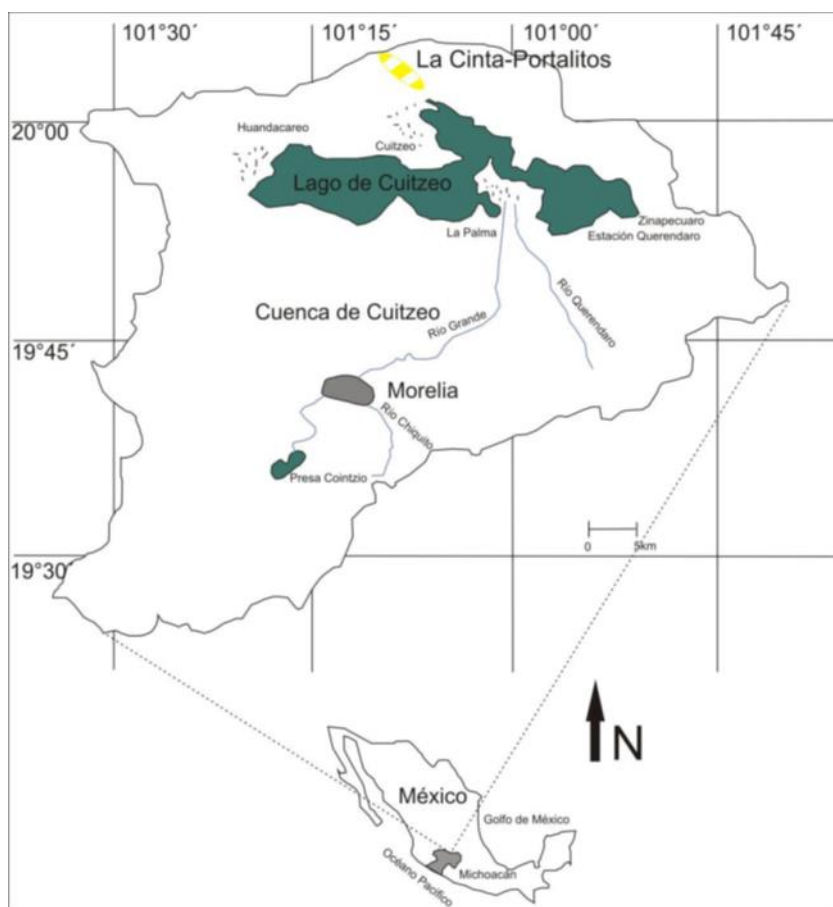 101°30´ 101°15´ 101°00´ 101°45´
La Cinta-Portalitos
20°00´
Huandacareo
Cuitzeo
Lago de Cuitzeo
Zinapecuaro
La Palma
Estación Querendaro
Cuenca de Cuitzeo
Río Querendaro
Río Grande
19°45´
Morelia
Río Chiquito
Presa Cointzio
0 5km
19°30´
N
México
Golfo de México
Océano Pacifico
Michoacán